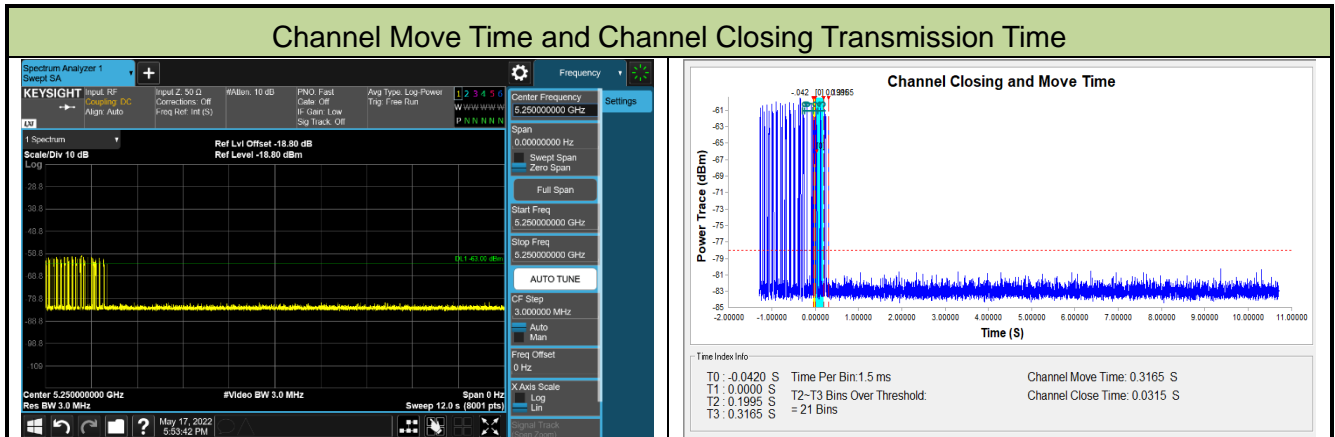 Channel Move Time and Channel Closing Transmission Time
Spectrum Analyzer 1
Swept SA
+
Frequency
KEYSIGHT
Input: RF
Coupling: DC
Align: Auto
Input Z: 50 Ω
Corrections: Off
Freq Ref: Int (S)
#Atten: 10 dB
PNO: Fast
Gate: Off
IF Gain: Low
Sig Track: Off
Avg Type: Log-Power
Trig: Free Run
1 2 3 4 5 6
W W W W W W
P N N N N N
LXI
1 Spectrum
Scale/Div 10 dB
Log
Ref Lvl Offset -18.80 dB
Ref Level -18.80 dBm
-28.8
-38.8
-48.8
-58.8
-68.8
-78.8
-88.8
-98.8
-109
DL1 -63.00 dBm
Center 5.250000000 GHz
Res BW 3.0 MHz
#Video BW 3.0 MHz
Span 0 Hz
Sweep 12.0 s (8001 pts)
May 17, 2022
5:53:42 PM
?
Center Frequency
5.250000000 GHz
Settings
Span
0.00000000 Hz
Swept Span
Zero Span
Full Span
Start Freq
5.250000000 GHz
Stop Freq
5.250000000 GHz
AUTO TUNE
CF Step
3.000000 MHz
Auto
Man
Freq Offset
0 Hz
X Axis Scale
Log
Lin
Signal Track
(Span Zoom)
Channel Closing and Move Time
Power Trace (dBm)
-61
-63
-65
-67
-69
-71
-73
-75
-77
-79
-81
-83
-85
-2.00000 -1.00000 0.00000 1.00000 2.00000 3.00000 4.00000 5.00000 6.00000 7.00000 8.00000 9.00000 10.00000 11.00000
Time (S)
Time Index Info
T0 : -0.0420 S
T1 : 0.0000 S
T2 : 0.1995 S
T3 : 0.3165 S
Time Per Bin:1.5 ms
T2~T3 Bins Over Threshold:
= 21 Bins
Channel Move Time: 0.3165 S
Channel Close Time: 0.0315 S